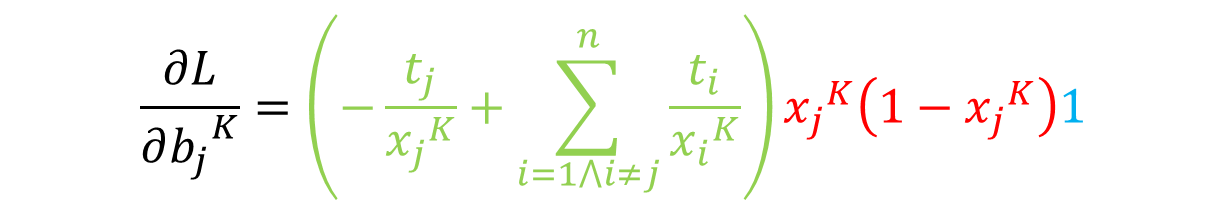 ∂L/∂b_j^K = ( − t_j/x_j^K + ∑_{i=1⋀i≠j}^{n} t_i/x_i^K ) x_j^K(1 − x_j^K)1